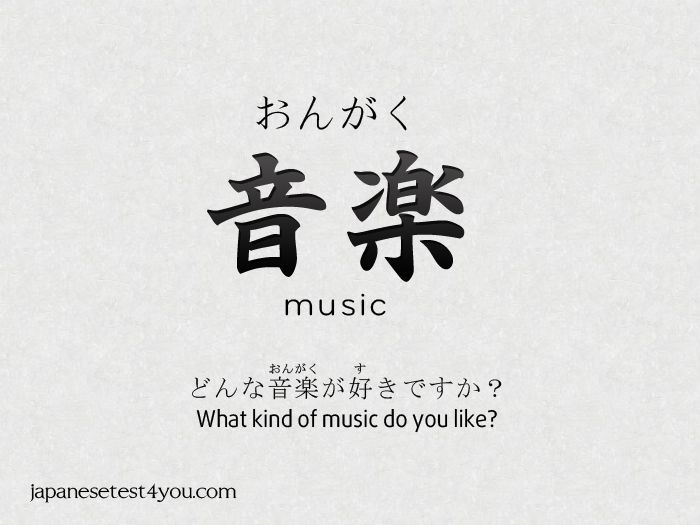 おんがく
音楽
music
おんがく す
どんな音楽が好きですか？
What kind of music do you like?
japanesetest4you.com